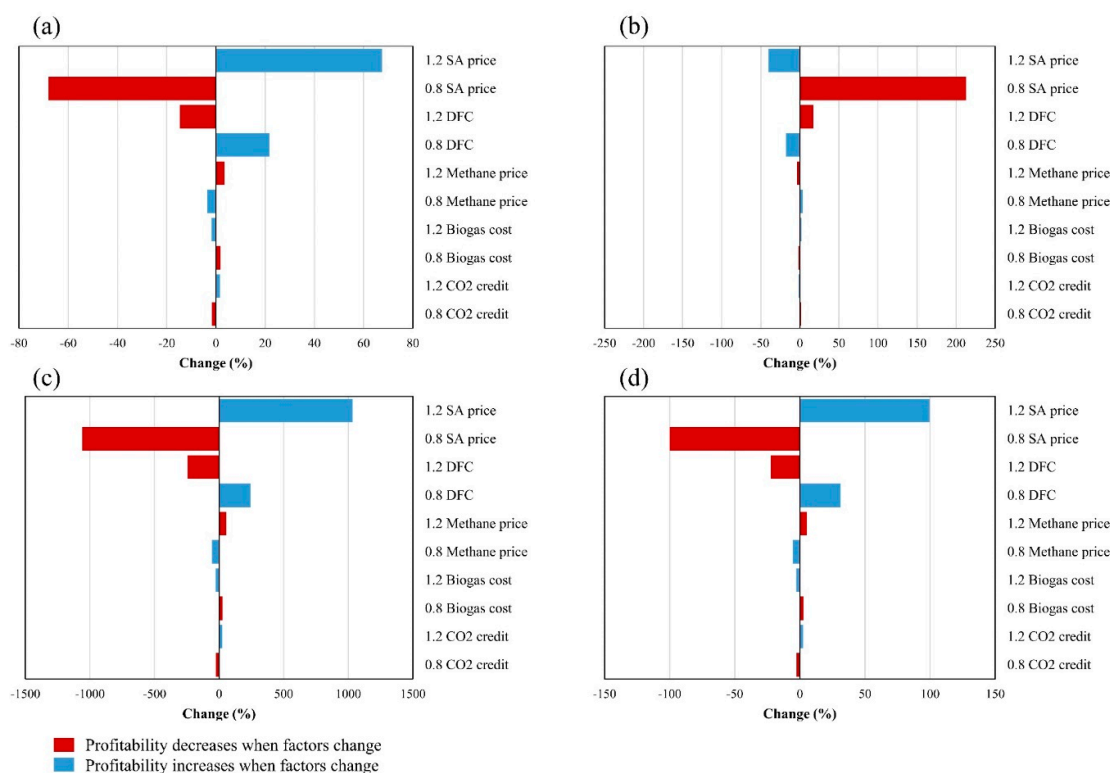 (a)
1.2 SA price
0.8 SA price
1.2 DFC
0.8 DFC
1.2 Methane price
0.8 Methane price
1.2 Biogas cost
0.8 Biogas cost
1.2 CO2 credit
0.8 CO2 credit
-80 -60 -40 -20 0 20 40 60 80
Change (%)
(b)
1.2 SA price
0.8 SA price
1.2 DFC
0.8 DFC
1.2 Methane price
0.8 Methane price
1.2 Biogas cost
0.8 Biogas cost
1.2 CO2 credit
0.8 CO2 credit
-250 -200 -150 -100 -50 0 50 100 150 200 250
Change (%)
(c)
1.2 SA price
0.8 SA price
1.2 DFC
0.8 DFC
1.2 Methane price
0.8 Methane price
1.2 Biogas cost
0.8 Biogas cost
1.2 CO2 credit
0.8 CO2 credit
-1500 -1000 -500 0 500 1000 1500
Change (%)
(d)
1.2 SA price
0.8 SA price
1.2 DFC
0.8 DFC
1.2 Methane price
0.8 Methane price
1.2 Biogas cost
0.8 Biogas cost
1.2 CO2 credit
0.8 CO2 credit
-150 -100 -50 0 50 100 150
Change (%)
Profitability decreases when factors change
Profitability increases when factors change